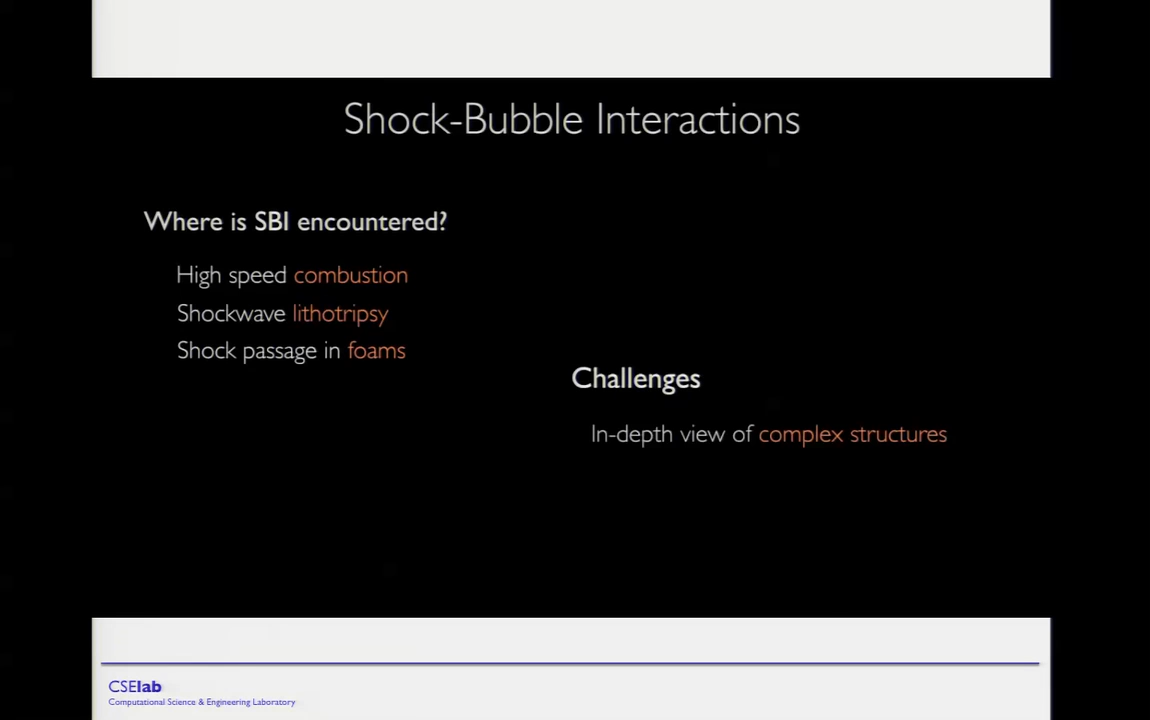 Shock-Bubble Interactions
Where is SBI encountered?
High speed combustion
Shockwave lithotripsy
Shock passage in foams
Challenges
In-depth view of complex structures
CSElab
Computational Science & Engineering Laboratory